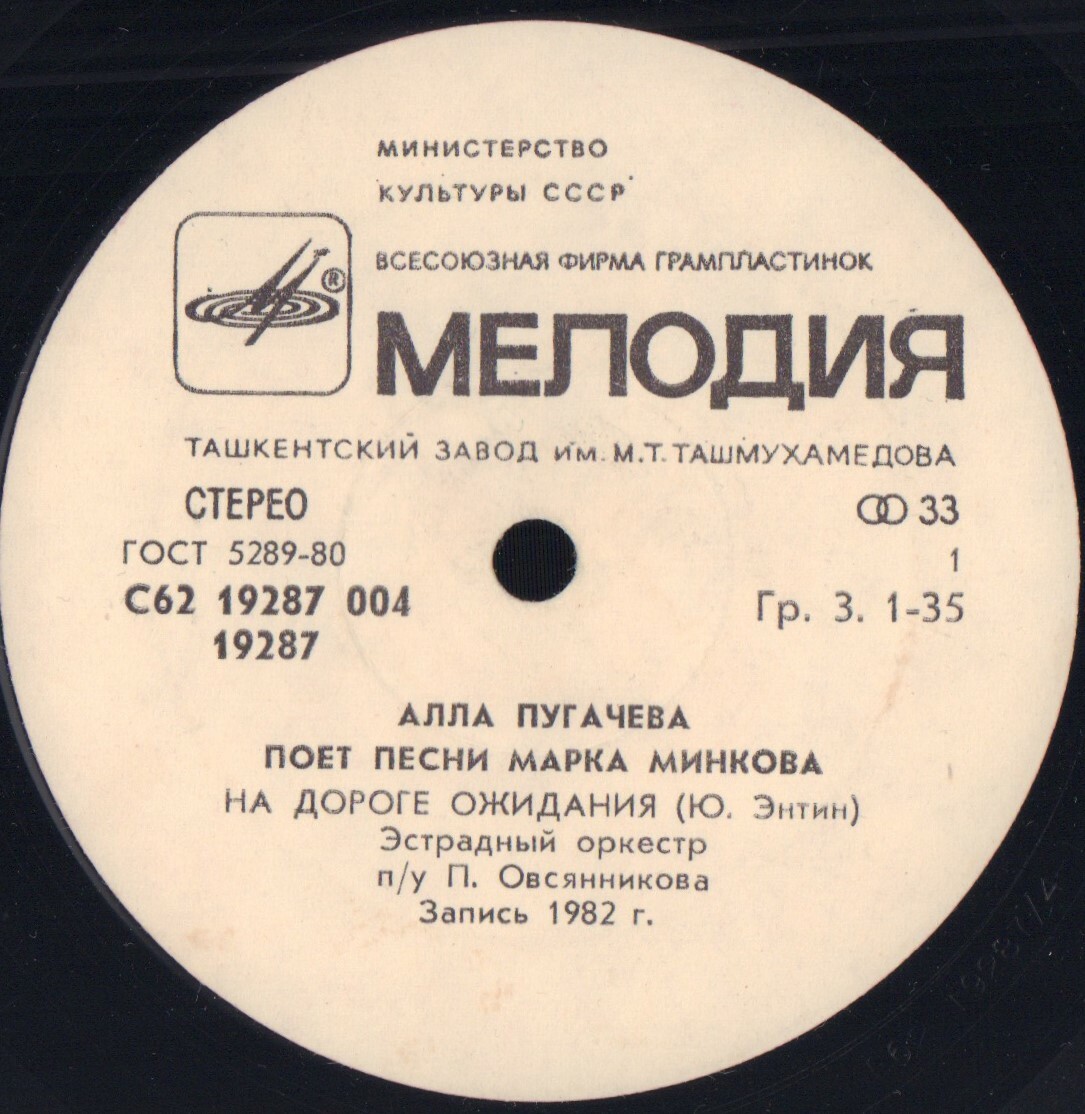 МИНИСТЕРСТВО
КУЛЬТУРЫ СССР
ВСЕСОЮЗНАЯ ФИРМА ГРАМПЛАСТИНОК
®
МЕЛОДИЯ
ТАШКЕНТСКИЙ ЗАВОД им. М.Т. ТАШМУХАМЕДОВА
СТЕРЕО
33
ГОСТ 5289-80
1
С62 19287 004
Гр. 3. 1-35
19287
АЛЛА ПУГАЧЕВА
ПОЕТ ПЕСНИ МАРКА МИНКОВА
НА ДОРОГЕ ОЖИДАНИЯ (Ю. Энтин)
Эстрадный оркестр
п/у П. Овсянникова
Запись 1982 г.